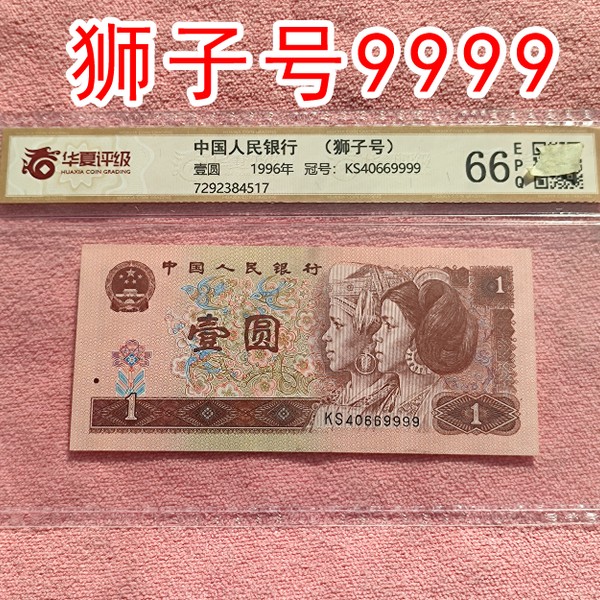 狮子号9999
华夏评级
HUAXIA COIN GRADING
中国人民银行 （狮子号）
壹圆 1996年 冠号: KS40669999
7292384517
66
EPQ
中国人民银行
1
壹圆
1
KS40669999
1